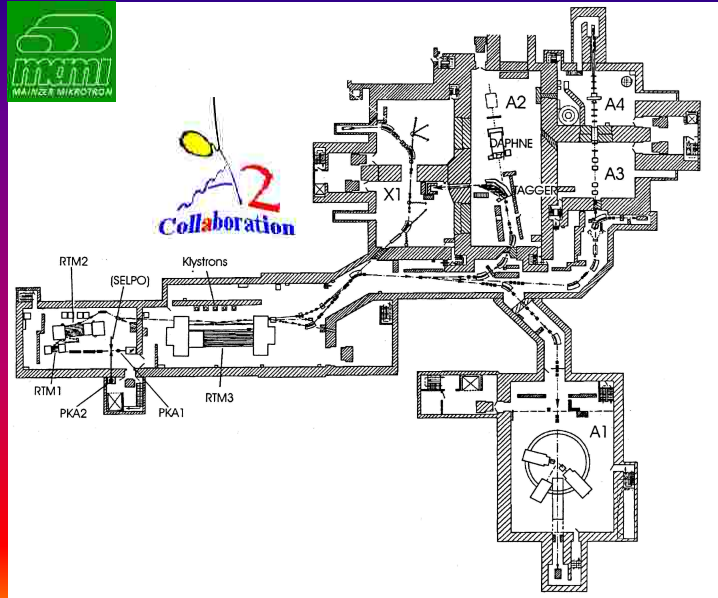 mami
MAINZER MIKROTRON
A2
Collaboration
2
A2
DAPHNE
TAGGER
A4
A3
X1
RTM2
(SELPO)
Klystrons
RTM1
PKA2
PKA1
RTM3
A1